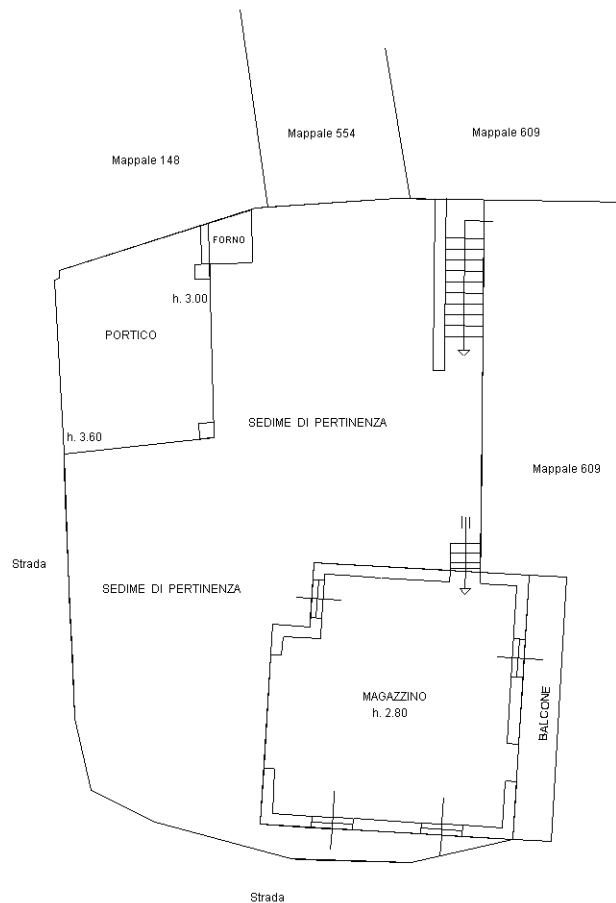 Mappale 554
Mappale 609
Mappale 148
FORNO
h. 3.00
PORTICO
SEDIME DI PERTINENZA
h. 3.60
Mappale 609
Strada
SEDIME DI PERTINENZA
MAGAZZINO
h. 2.80
BALCONE
Strada